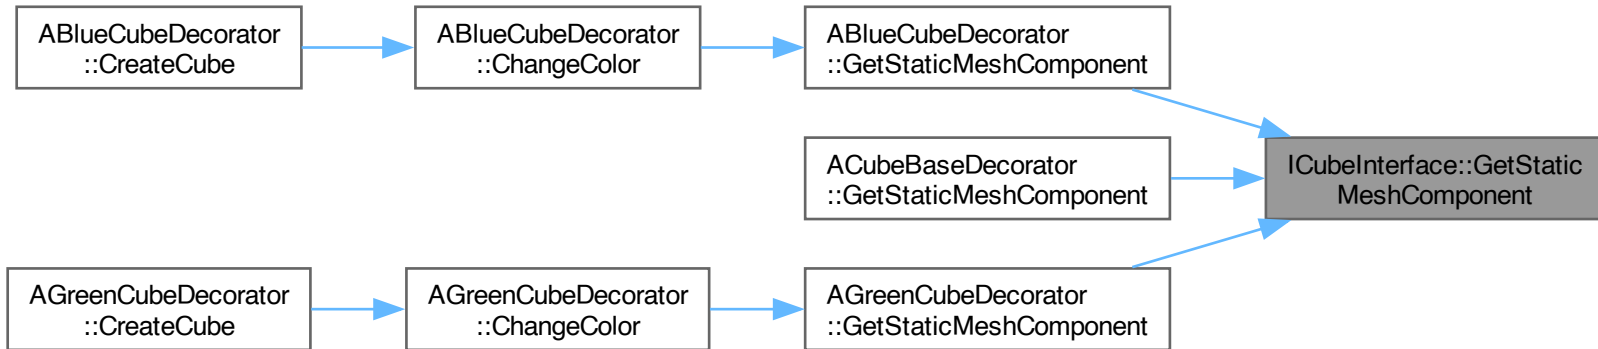 ABlueCubeDecorator
::CreateCube
ABlueCubeDecorator
::ChangeColor
ABlueCubeDecorator
::GetStaticMeshComponent
ACubeBaseDecorator
::GetStaticMeshComponent
ICubeInterface::GetStatic
MeshComponent
AGreenCubeDecorator
::CreateCube
AGreenCubeDecorator
::ChangeColor
AGreenCubeDecorator
::GetStaticMeshComponent